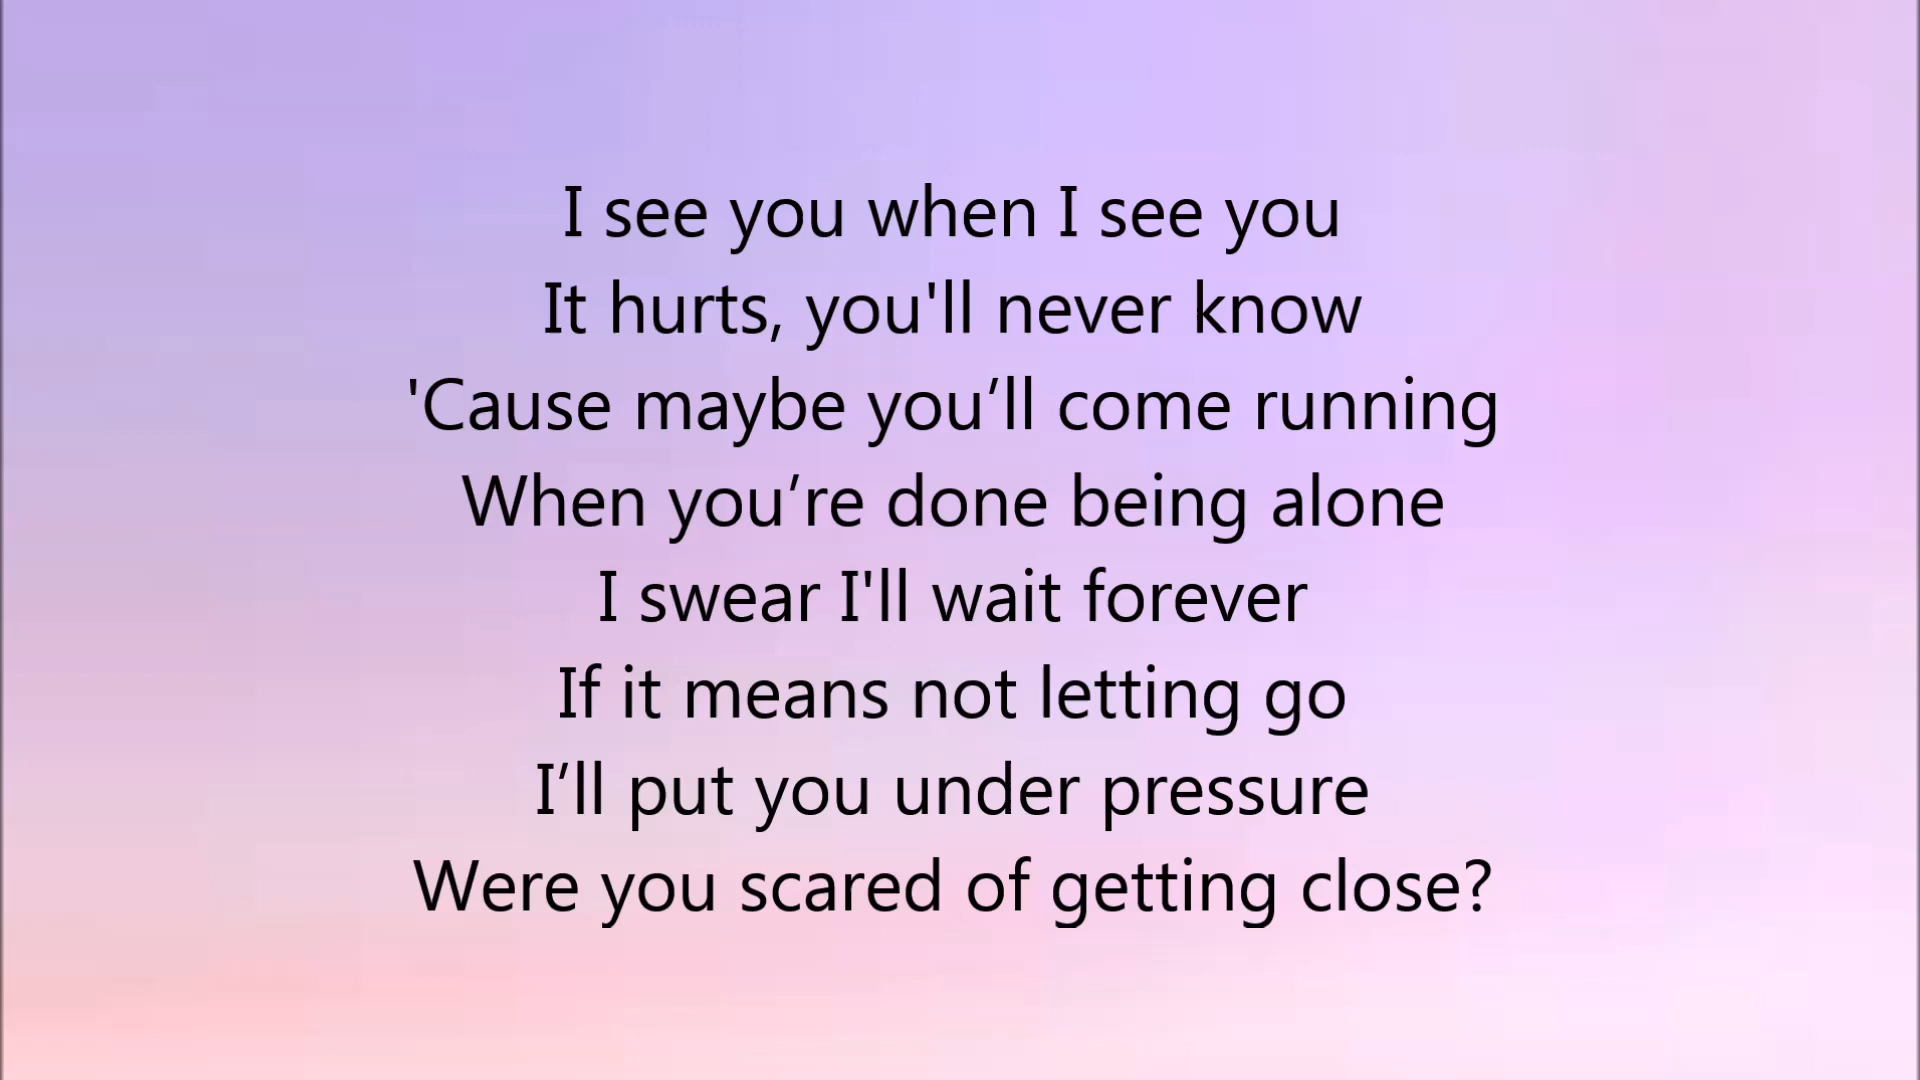 I see you when I see you
It hurts, you'll never know
'Cause maybe you’ll come running
When you’re done being alone
I swear I'll wait forever
If it means not letting go
I’ll put you under pressure
Were you scared of getting close?